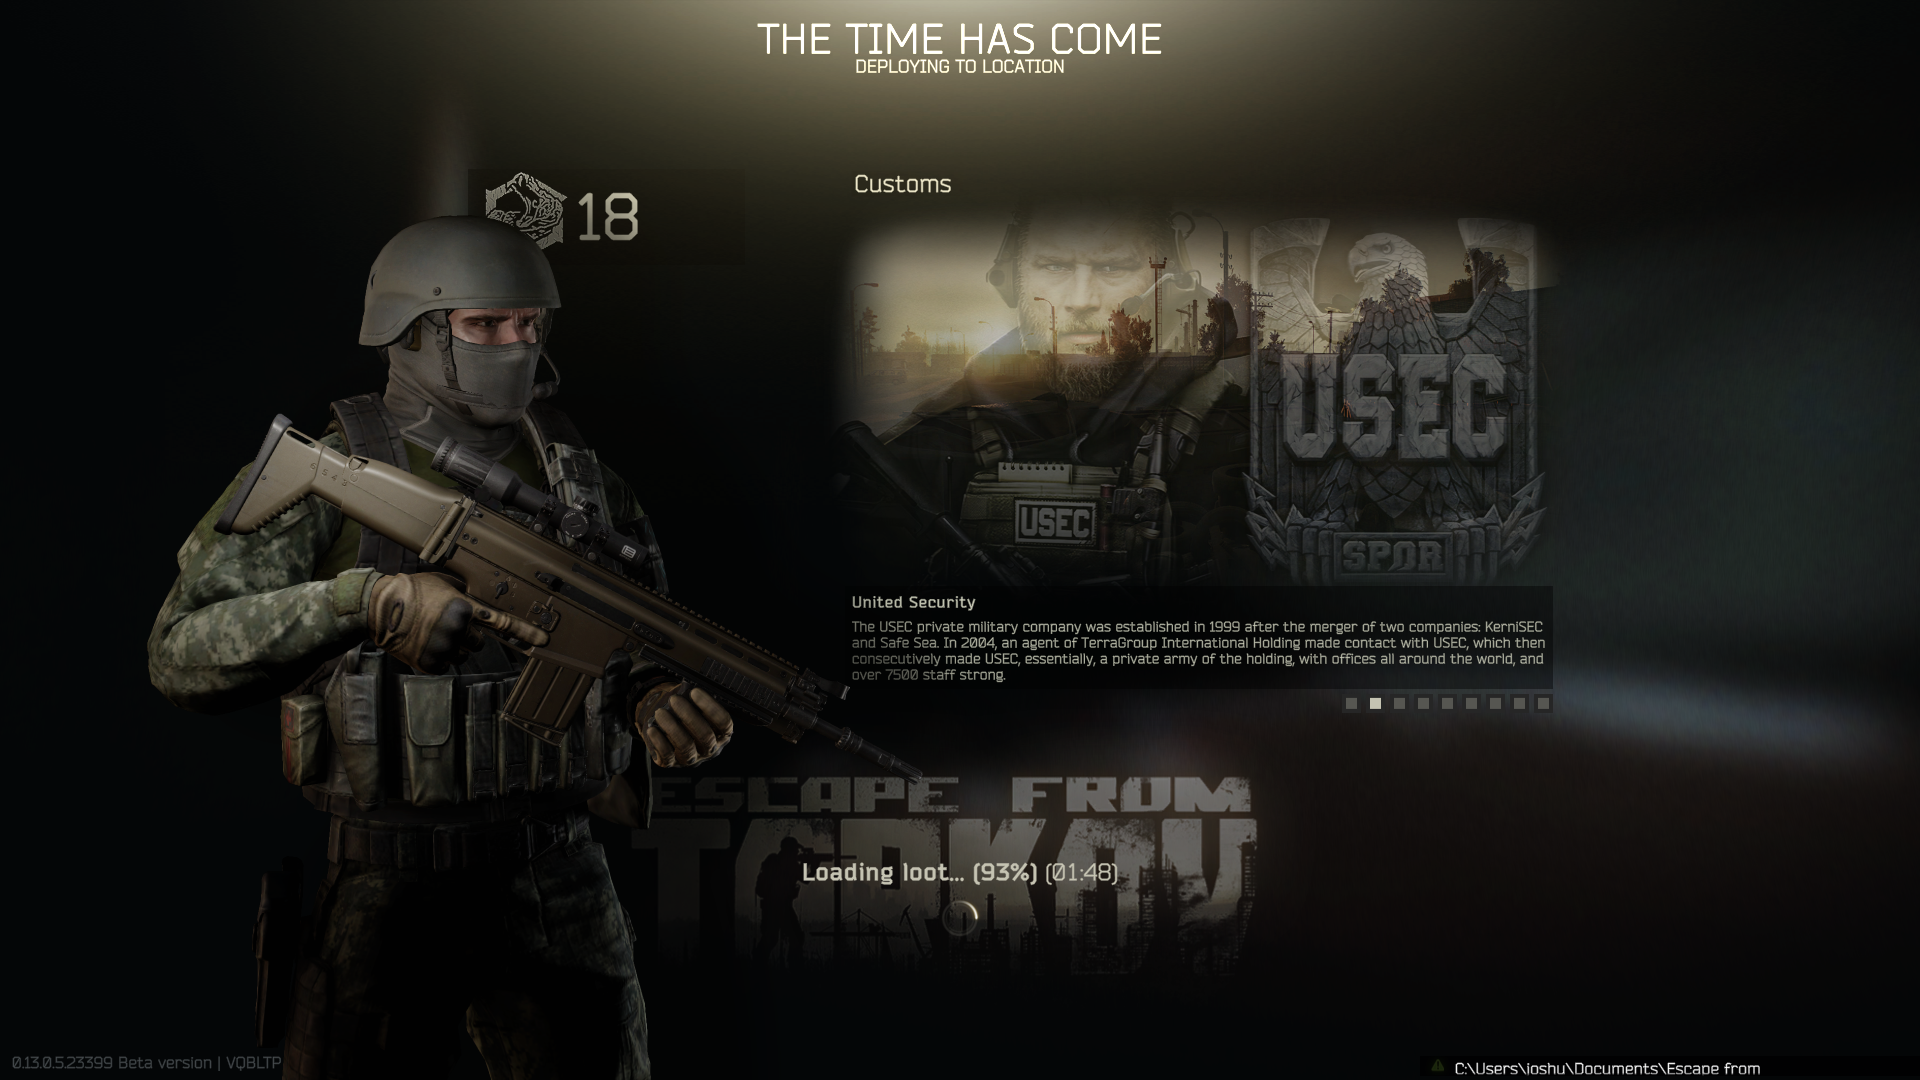 THE TIME HAS COME
DEPLOYING TO LOCATION
18
Customs
USEC
USEC
SPQR
United Security
The USEC private military company was established in 1999 after the merger of two companies: KerniSEC
and Safe Sea. In 2004, an agent of TerraGroup International Holding made contact with USEC, which then
consecutively made USEC, essentially, a private army of the holding, with offices all around the world, and
over 7500 staff strong.
ESCAPE FROM
TARKOV
Loading loot... (93%) (01:48)
0.13.0.5.23399 Beta version | VQBLTP
C:\Users\joshu\Documents\Escape from